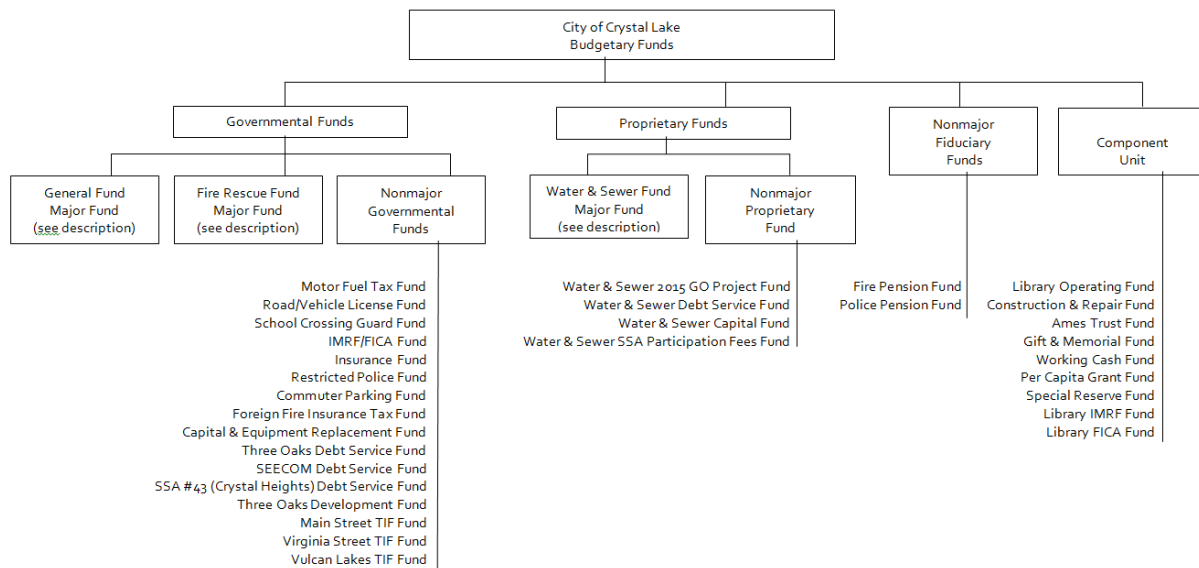 City of Crystal Lake
Budgetary Funds
Governmental Funds
Proprietary Funds
Nonmajor
Fiduciary
Funds
Component
Unit
General Fund
Major Fund
(see description)
Fire Rescue Fund
Major Fund
(see description)
Nonmajor
Governmental
Funds
Water & Sewer Fund
Major Fund
(see description)
Nonmajor
Proprietary
Fund
Motor Fuel Tax Fund
Road/Vehicle License Fund
School Crossing Guard Fund
IMRF/FICA Fund
Insurance Fund
Restricted Police Fund
Commuter Parking Fund
Foreign Fire Insurance Tax Fund
Capital & Equipment Replacement Fund
Three Oaks Debt Service Fund
SEECOM Debt Service Fund
SSA #43 (Crystal Heights) Debt Service Fund
Three Oaks Development Fund
Main Street TIF Fund
Virginia Street TIF Fund
Vulcan Lakes TIF Fund
Water & Sewer 2015 GO Project Fund
Water & Sewer Debt Service Fund
Water & Sewer Capital Fund
Water & Sewer SSA Participation Fees Fund
Fire Pension Fund
Police Pension Fund
Library Operating Fund
Construction & Repair Fund
Ames Trust Fund
Gift & Memorial Fund
Working Cash Fund
Per Capita Grant Fund
Special Reserve Fund
Library IMRF Fund
Library FICA Fund